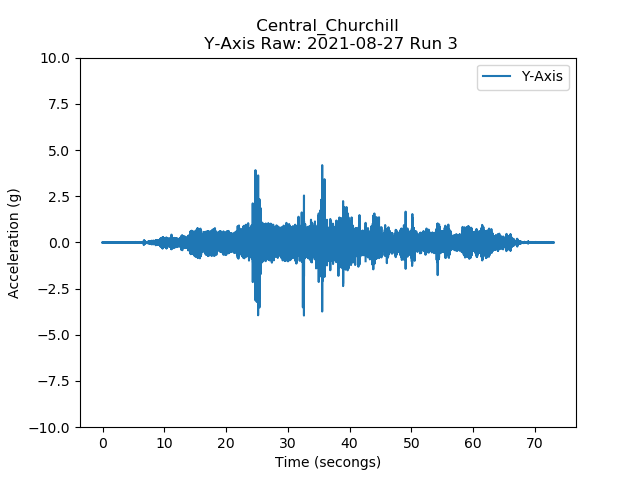 Central_Churchill
Y-Axis Raw: 2021-08-27 Run 3
Y-Axis
Acceleration (g)
10.0
7.5
5.0
2.5
0.0
−2.5
−5.0
−7.5
−10.0
0 10 20 30 40 50 60 70
Time (secongs)